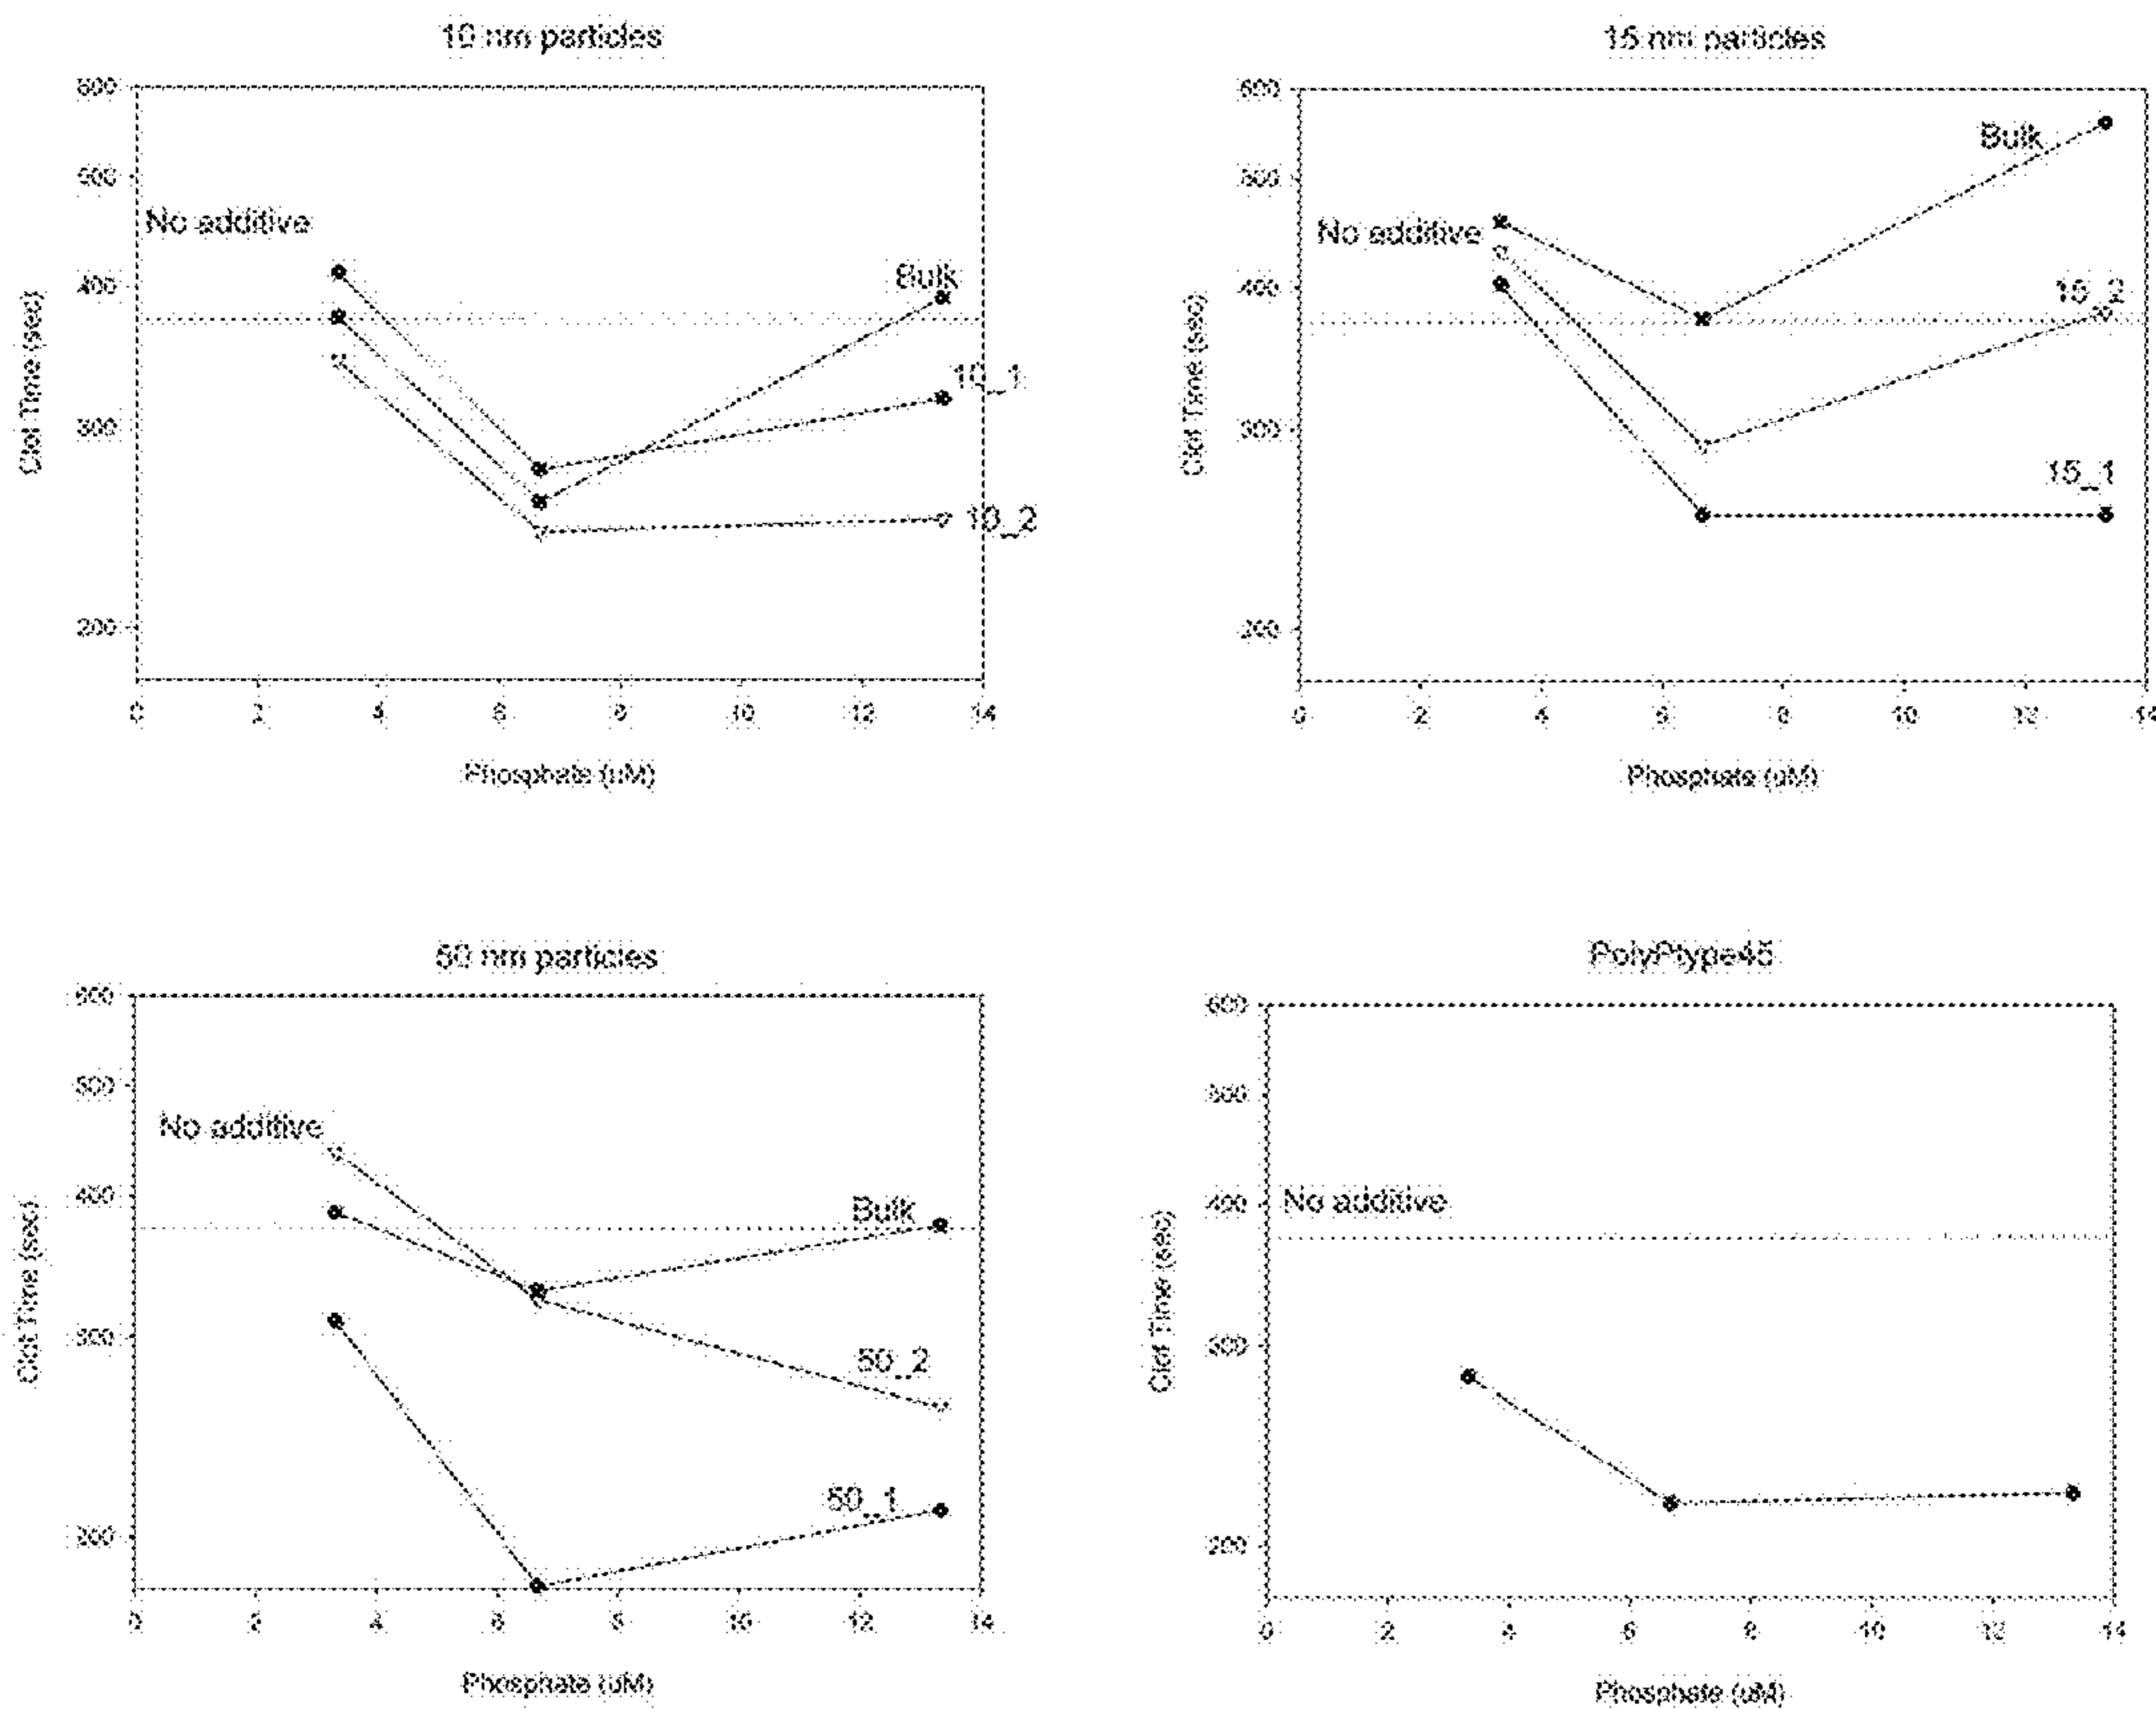 10 nm particles
600
500
400
300
200
No additive
Bulk
10_1
10_2
Clot Time (sec)
0 2 4 6 8 10 12 14
Phosphate (uM)
15 nm particles
600
500
400
300
200
No additive
Bulk
15_2
15_1
Clot Time (sec)
0 2 4 6 8 10 12 14
Phosphate (uM)
50 nm particles
600
500
400
300
200
No additive
Bulk
50_2
50_1
Clot Time (sec)
0 2 4 6 8 10 12 14
Phosphate (uM)
PolyPtype45
600
500
400
300
200
No additive
Clot Time (sec)
0 2 4 6 8 10 12 14
Phosphate (uM)